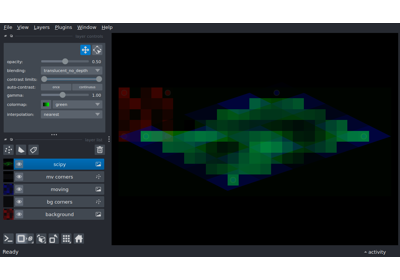 File View Layers Plugins Window Help
opacity: 0.50
blending: translucent_no_depth
contrast limits:
auto-contrast: once continuous
gamma: 1.00
colormap: green
interpolation: nearest
scipy
mv corners
moving
bg corners
background
Ready activity